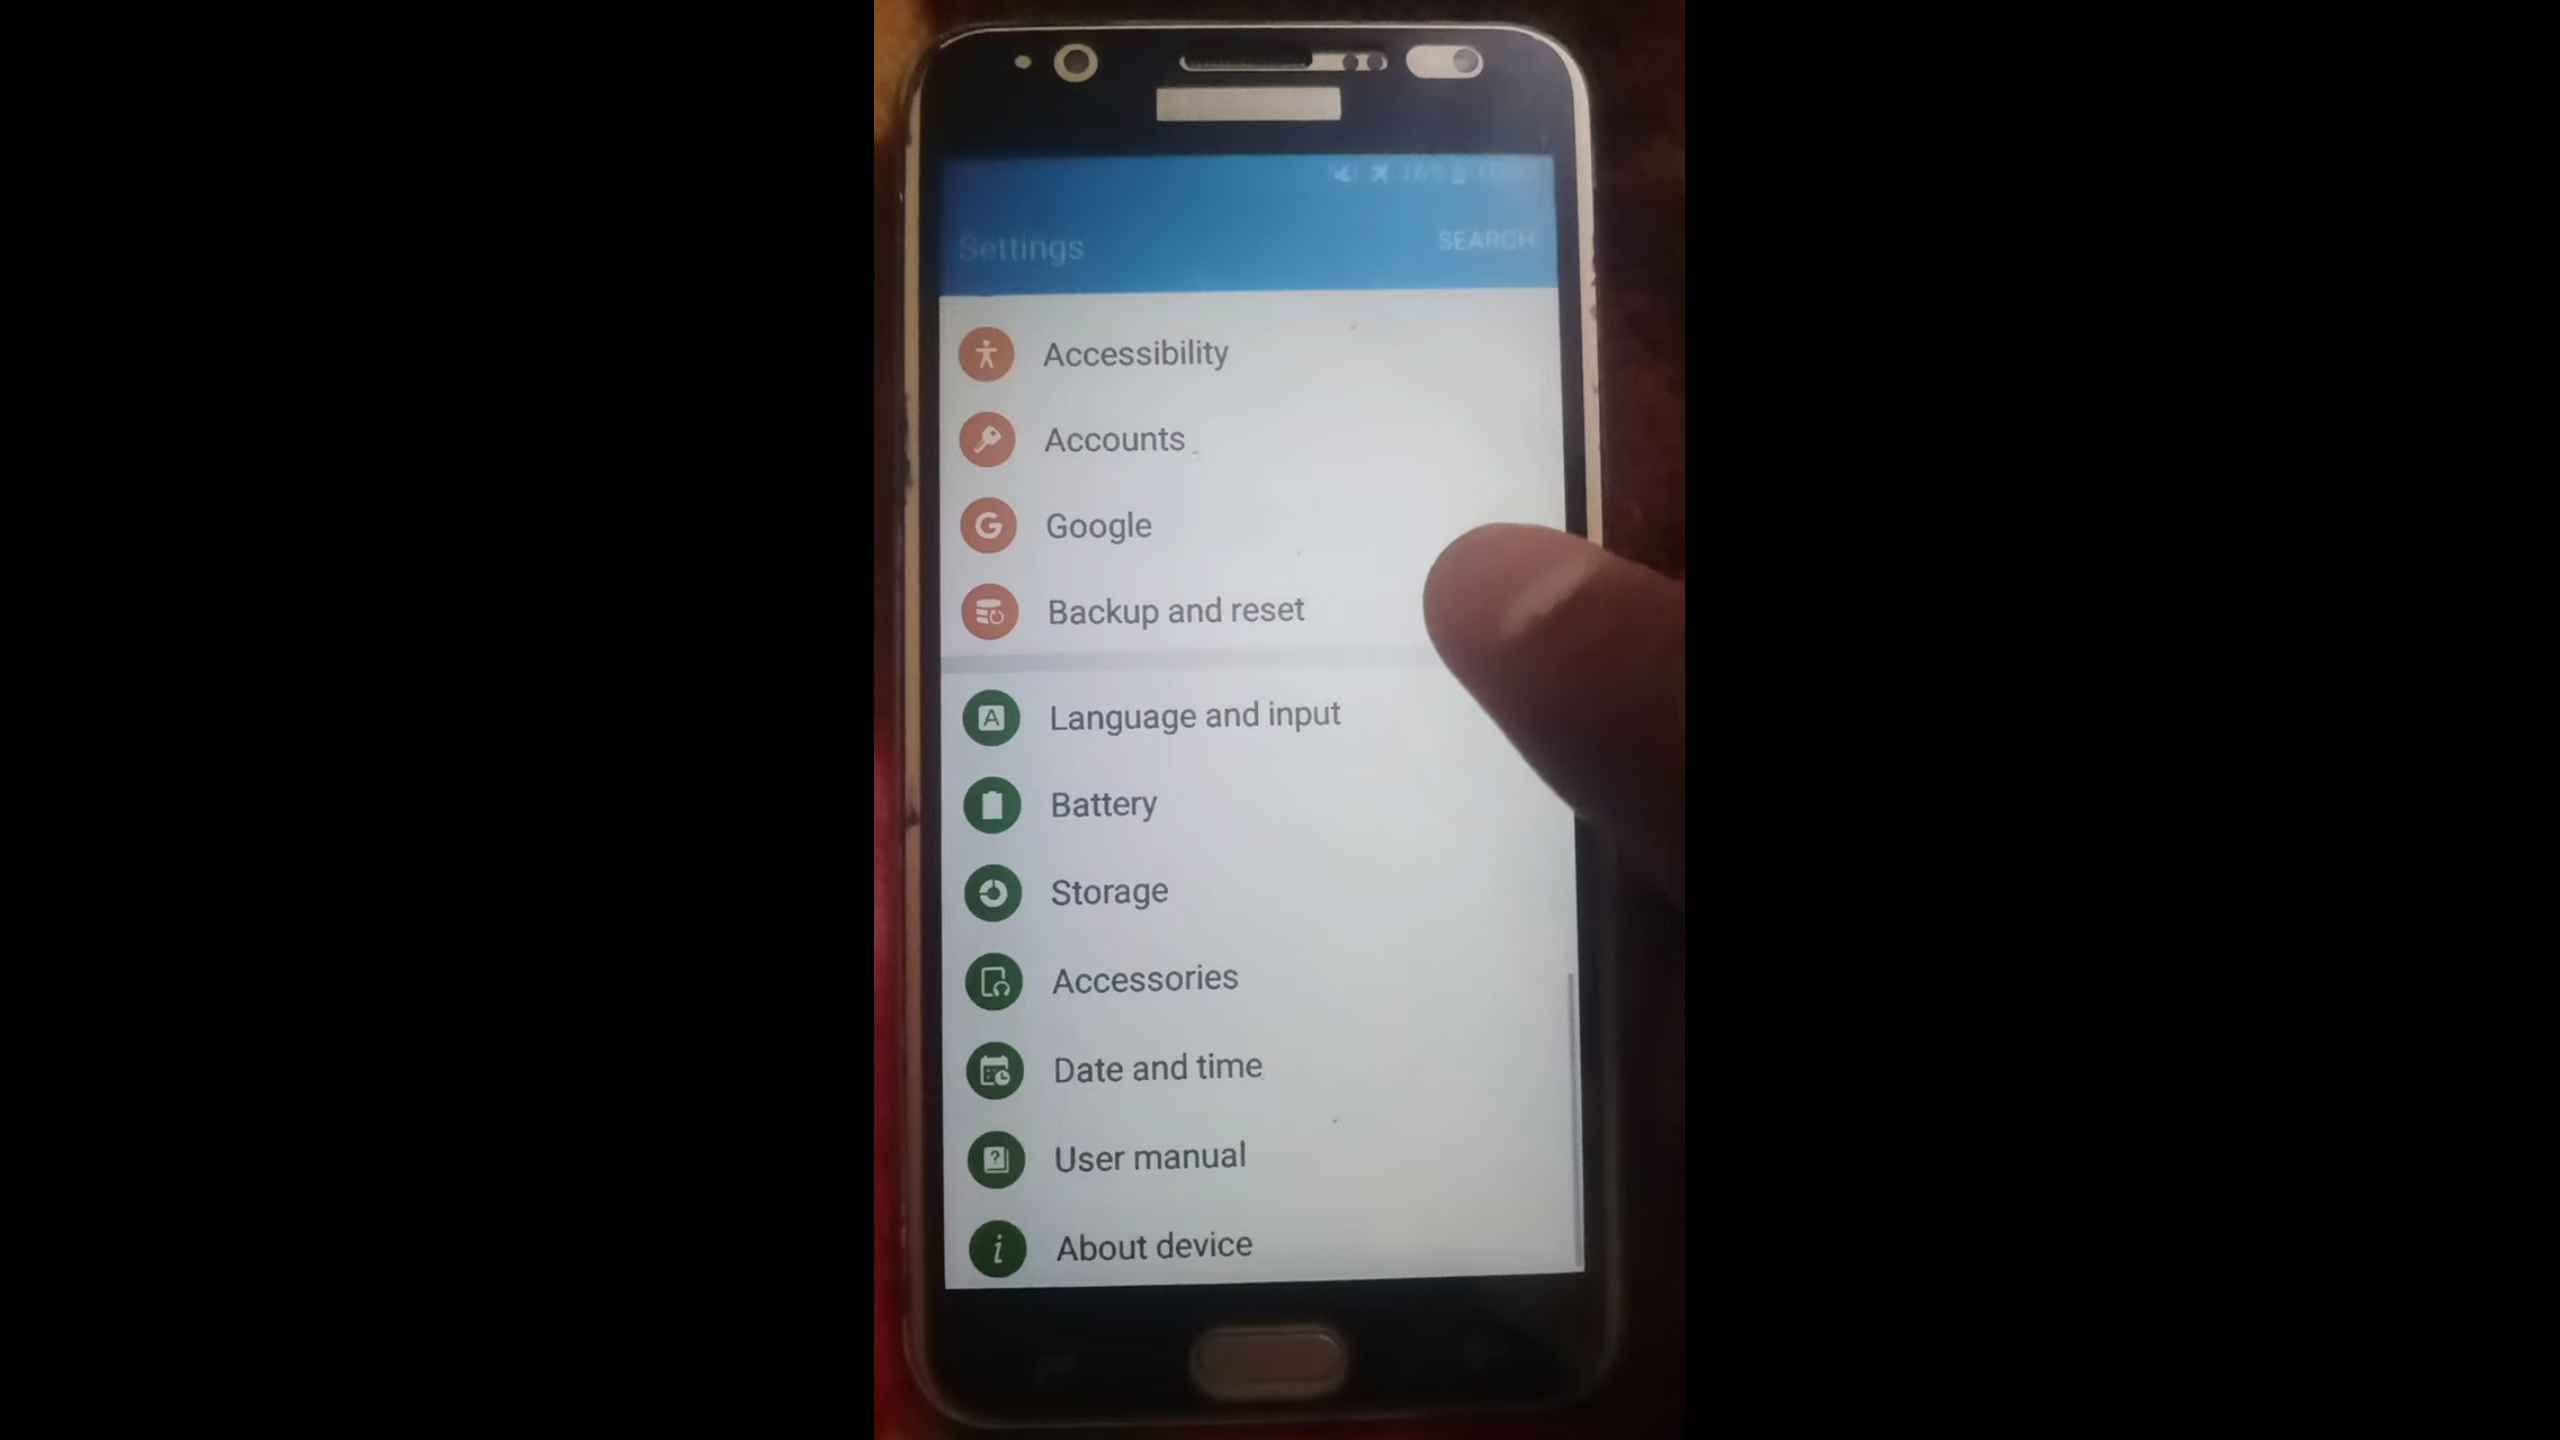 Settings
SEARCH
Accessibility
Accounts
Google
Backup and reset
Language and input
Battery
Storage
Accessories
Date and time
User manual
About device